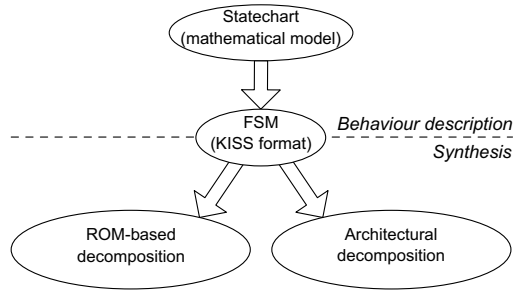 Statechart
(mathematical model)
FSM
(KISS format)
Behaviour description
Synthesis
ROM-based
decomposition
Architectural
decomposition